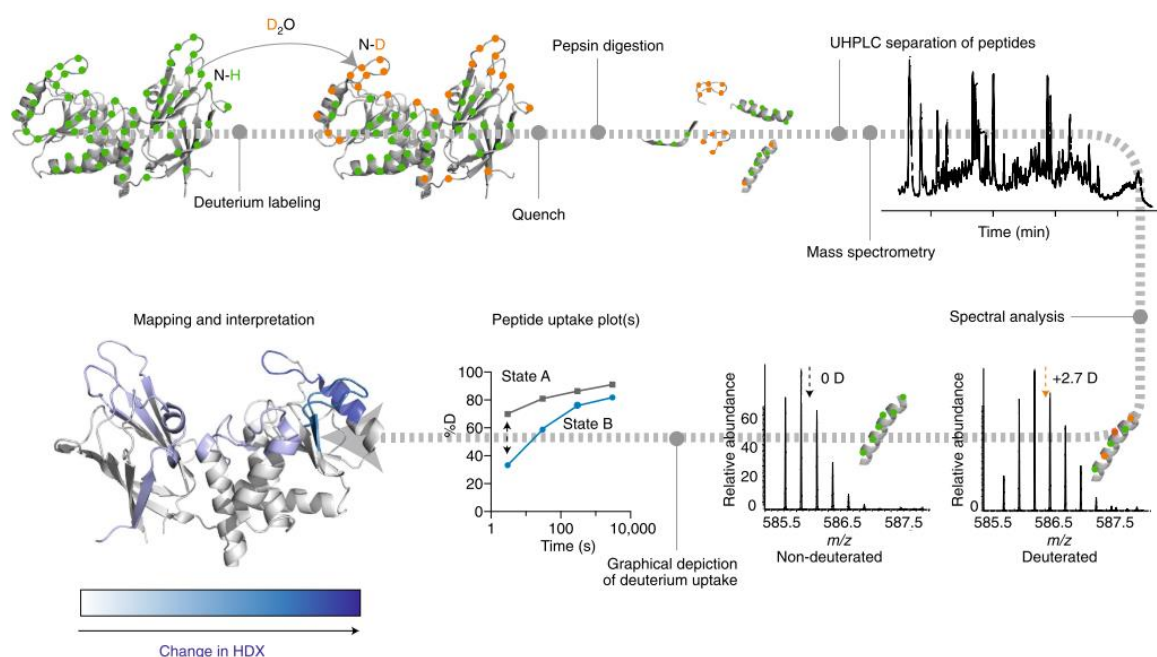 D2O
N-D
N-H
Deuterium labeling
Quench
Pepsin digestion
UHPLC separation of peptides
Time (min)
Mass spectrometry
Spectral analysis
Mapping and interpretation
Change in HDX
Peptide uptake plot(s)
100
80
60
40
20
0
%D
State A
State B
1
100
10,000
Time (s)
Graphical depiction
of deuterium uptake
Relative abundance
60
40
20
0
0 D
585.5
586.5
587.5
m/z
Non-deuterated
Relative abundance
0
+2.7 D
585.5
586.5
587.5
m/z
Deuterated